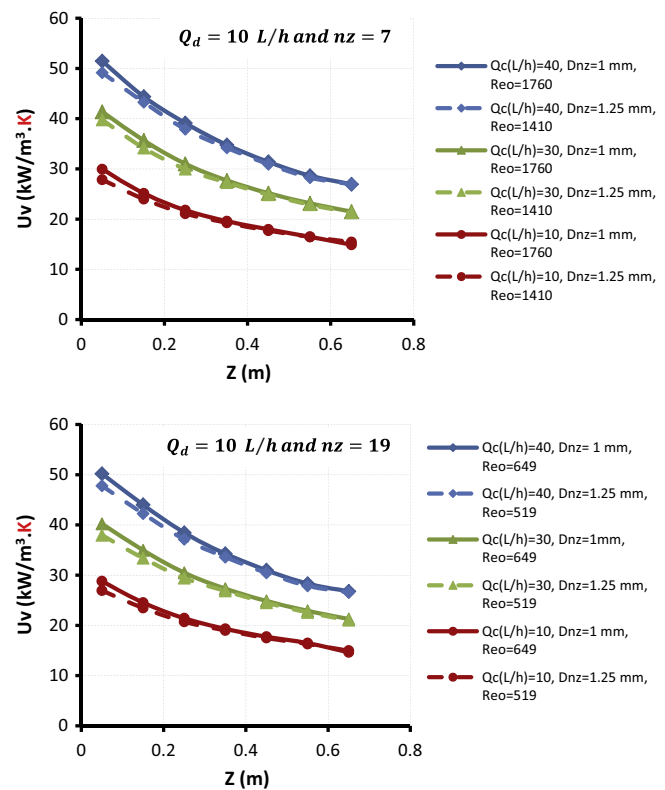 Q_d = 10 L/h and nz = 7
60
50
40
30
20
10
0
Uv (kW/m³.K)
0
0.2
0.4
0.6
0.8
Z (m)
Qc(L/h)=40, Dnz=1 mm,
Reo=1760
Qc(L/h)=40, Dnz=1.25 mm,
Reo=1410
Qc(L/h)=30, Dnz=1 mm,
Reo=1760
Qc(L/h)=30, Dnz=1.25 mm,
Reo=1410
Qc(L/h)=10, Dnz=1 mm,
Reo=1760
Qc(L/h)=10, Dnz=1.25 mm,
Reo=1410
Q_d = 10 L/h and nz = 19
60
50
40
30
20
10
0
Uv (kW/m³.K)
0
0.2
0.4
0.6
0.8
Z (m)
Qc(L/h)=40, Dnz= 1 mm,
Reo=649
Qc(L/h)=40, Dnz=1.25 mm,
Reo=519
Qc(L/h)=30, Dnz=1mm,
Reo=649
Qc(L/h)=30, Dnz=1.25 mm,
Reo=519
Qc(L/h)=10, Dnz=1 mm,
Reo=649
Qc(L/h)=10, Dnz=1.25 mm,
Reo=519